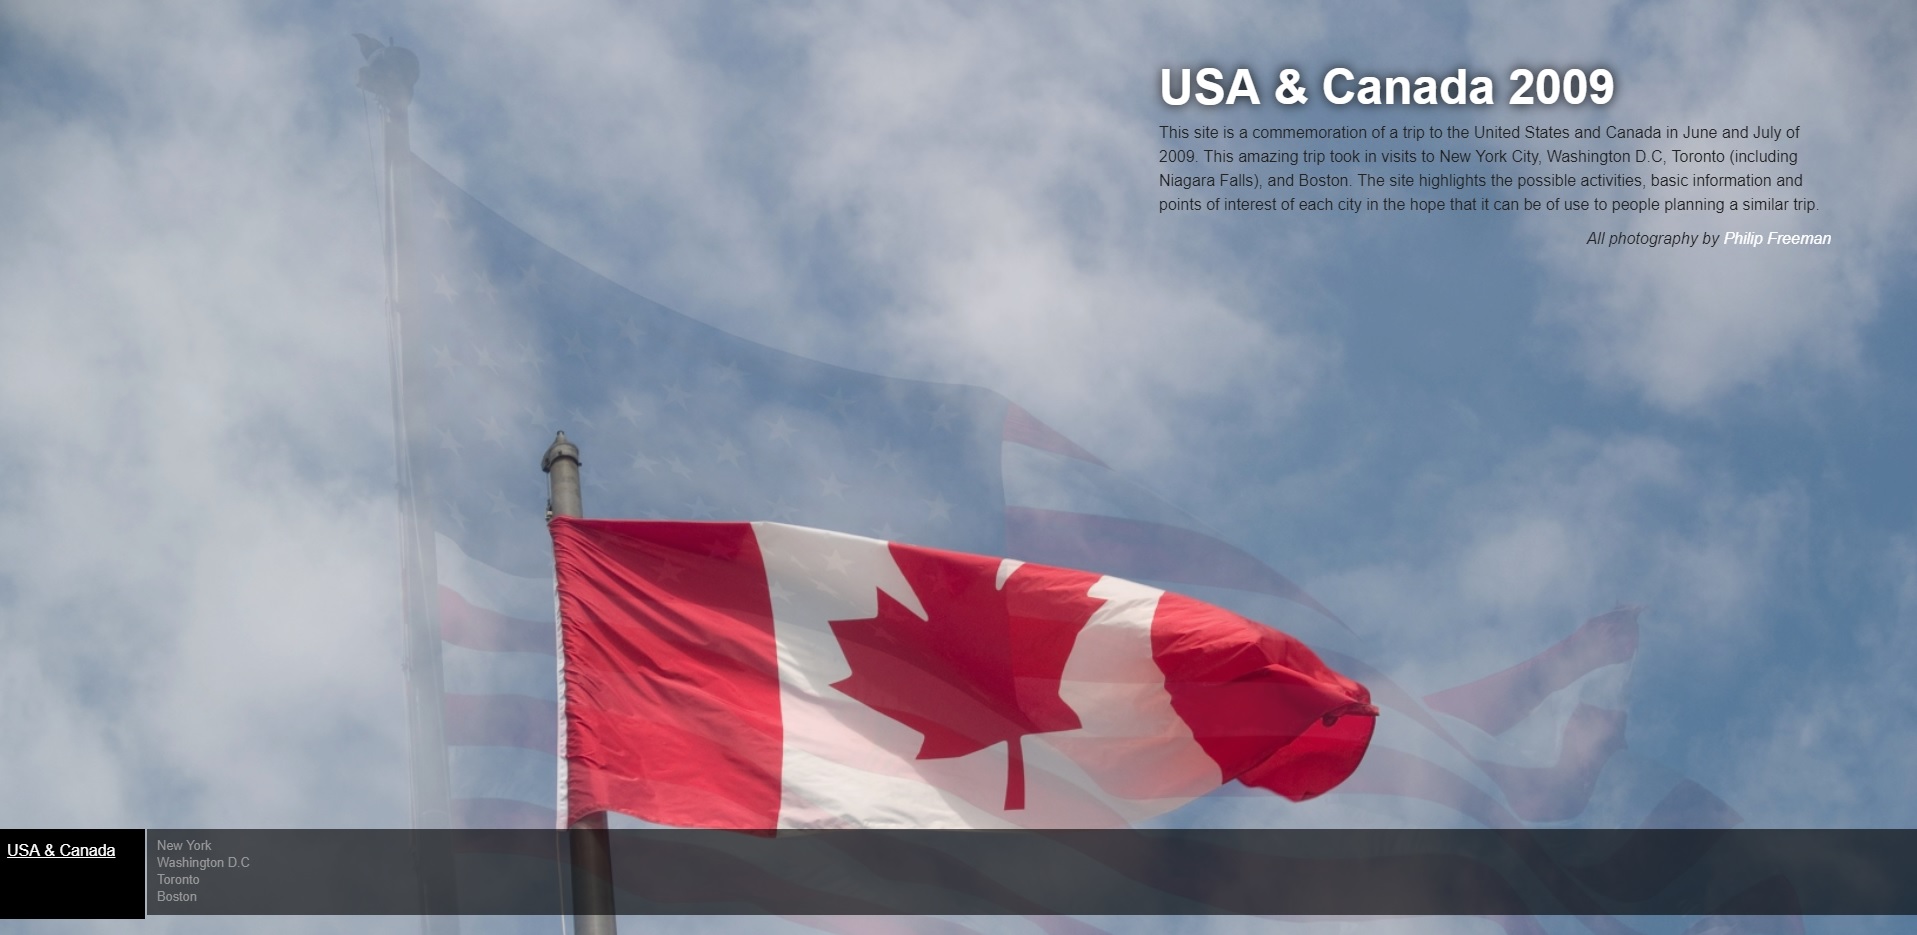 USA & Canada 2009
This site is a commemoration of a trip to the United States and Canada in June and July of
2009. This amazing trip took in visits to New York City, Washington D.C, Toronto (including
Niagara Falls), and Boston. The site highlights the possible activities, basic information and
points of interest of each city in the hope that it can be of use to people planning a similar trip.
All photography by Philip Freeman
USA & Canada
New York
Washington D.C
Toronto
Boston